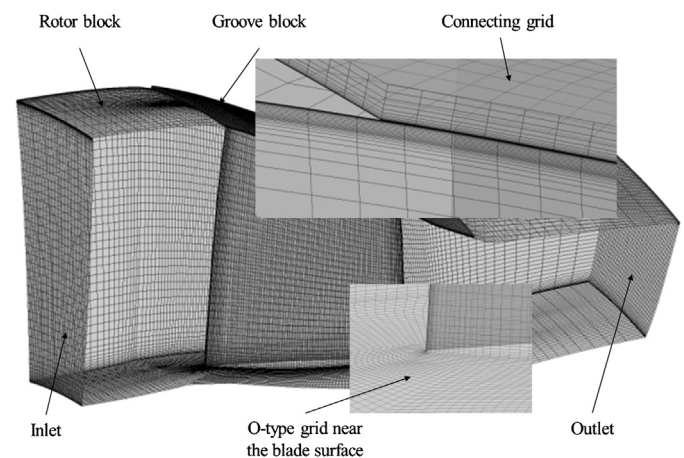 Rotor block
Groove block
Connecting grid
Inlet
O-type grid near
the blade surface
Outlet